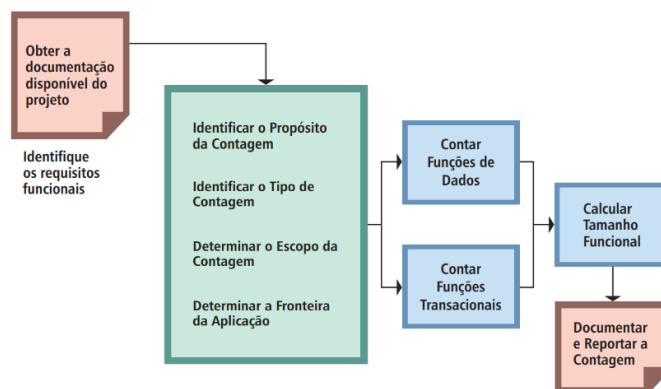 Obter a
documentação
disponível do
projeto
Identifique
os requisitos
funcionais
Identificar o Propósito
da Contagem
Identificar o Tipo de
Contagem
Determinar o Escopo da
Contagem
Determinar a Fronteira
da Aplicação
Contar
Funções de
Dados
Contar
Funções
Transacionais
Calcular
Tamanho
Funcional
Documentar
e Reportar a
Contagem